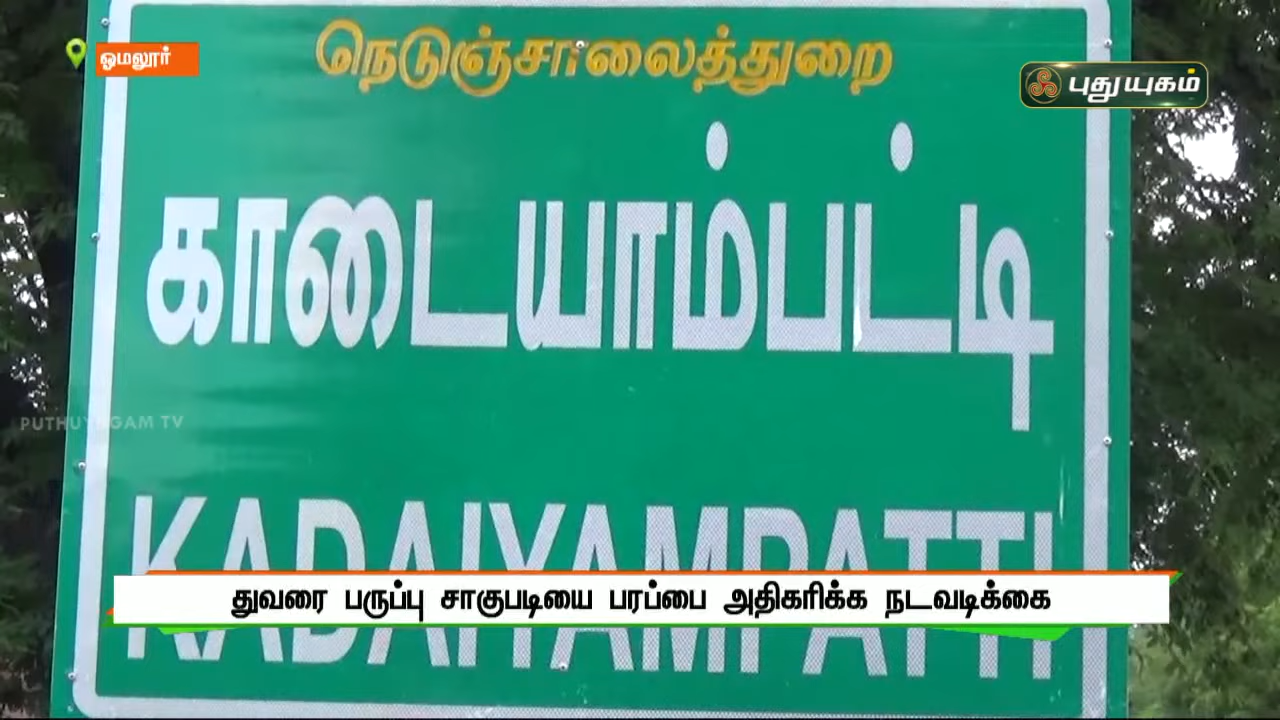 நெடுஞ்சாலைத்துறை
ஓமலூர்
புதுயுகம்
காடையாம்பட்டி
PUTHUYUGAM TV
KADAIYAMPATTI
துவரை பருப்பு சாகுபடியை பரப்பை அதிகரிக்க நடவடிக்கை